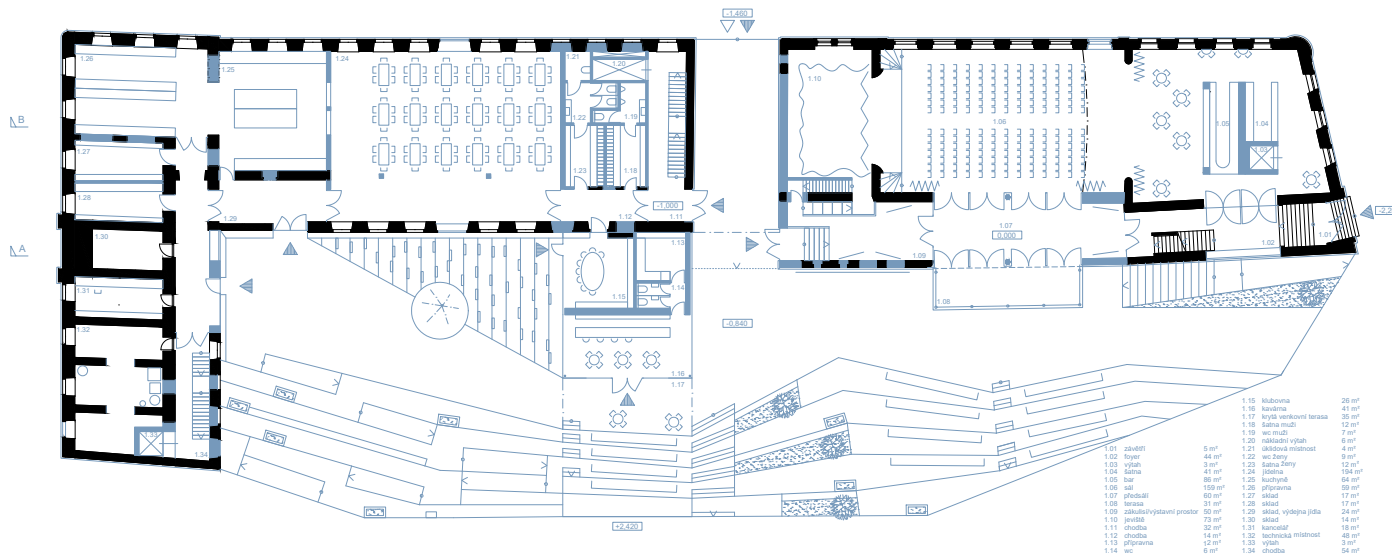 -1,460
1.26
1.25
1.24
1.21
1.20
1.10
1.06
1.05
1.04
B
1.22
1.19
1.27
1.03
1.23
1.18
1.28
-1,000
1.29
1.12
1.11
1.07
0.000
-2,2
1.01
1.30
1.13
1.02
A
1.09
1.31
1.15
1.14
1.08
1.32
-0,840
1.16
1.17
1.33
1.34
+2,420
1.01 závětří 5 m²
1.02 foyer 44 m²
1.03 výtah 3 m²
1.04 šatna 41 m²
1.05 bar 86 m²
1.06 sál 159 m²
1.07 předsálí 60 m²
1.08 terasa 31 m²
1.09 zákulisí/výstavní prostor 50 m²
1.10 jeviště 73 m²
1.11 chodba 32 m²
1.12 chodba 14 m²
1.13 přípravna 12 m²
1.14 wc 6 m²
1.15 klubovna 26 m²
1.16 kavárna 41 m²
1.17 krytá venkovní terasa 35 m²
1.18 šatna muži 12 m²
1.19 wc muži 7 m²
1.20 nákladní výtah 6 m²
1.21 úklidová místnost 4 m²
1.22 wc ženy 9 m²
1.23 šatna ženy 12 m²
1.24 jídelna 194 m²
1.25 kuchyně 64 m²
1.26 přípravna 59 m²
1.27 sklad 17 m²
1.28 sklad 17 m²
1.29 sklad, výdejna jídla 24 m²
1.30 sklad 14 m²
1.31 kancelář 18 m²
1.32 technická místnost 48 m²
1.33 výtah 3 m²
1.34 chodba 54 m²